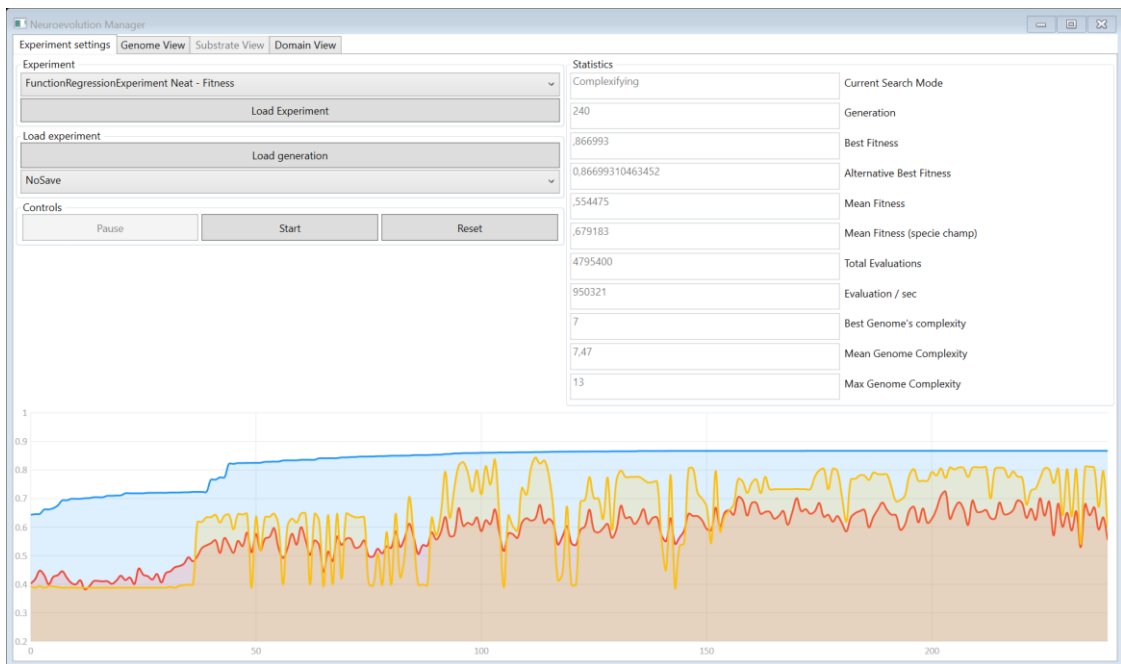 Neuroevolution Manager
Experiment settings Genome View Substrate View Domain View
Experiment
FunctionRegressionExperiment Neat - Fitness
Load Experiment
Load experiment
Load generation
NoSave
Controls
Pause Start Reset
Statistics
Complexifying Current Search Mode
240 Generation
,866993 Best Fitness
0,86699310463452 Alternative Best Fitness
,554475 Mean Fitness
,679183 Mean Fitness (specie champ)
4795400 Total Evaluations
950321 Evaluation / sec
7 Best Genome's complexity
7,47 Mean Genome Complexity
13 Max Genome Complexity
1
0.9
0.8
0.7
0.6
0.5
0.4
0.3
0.2
0 50 100 150 200